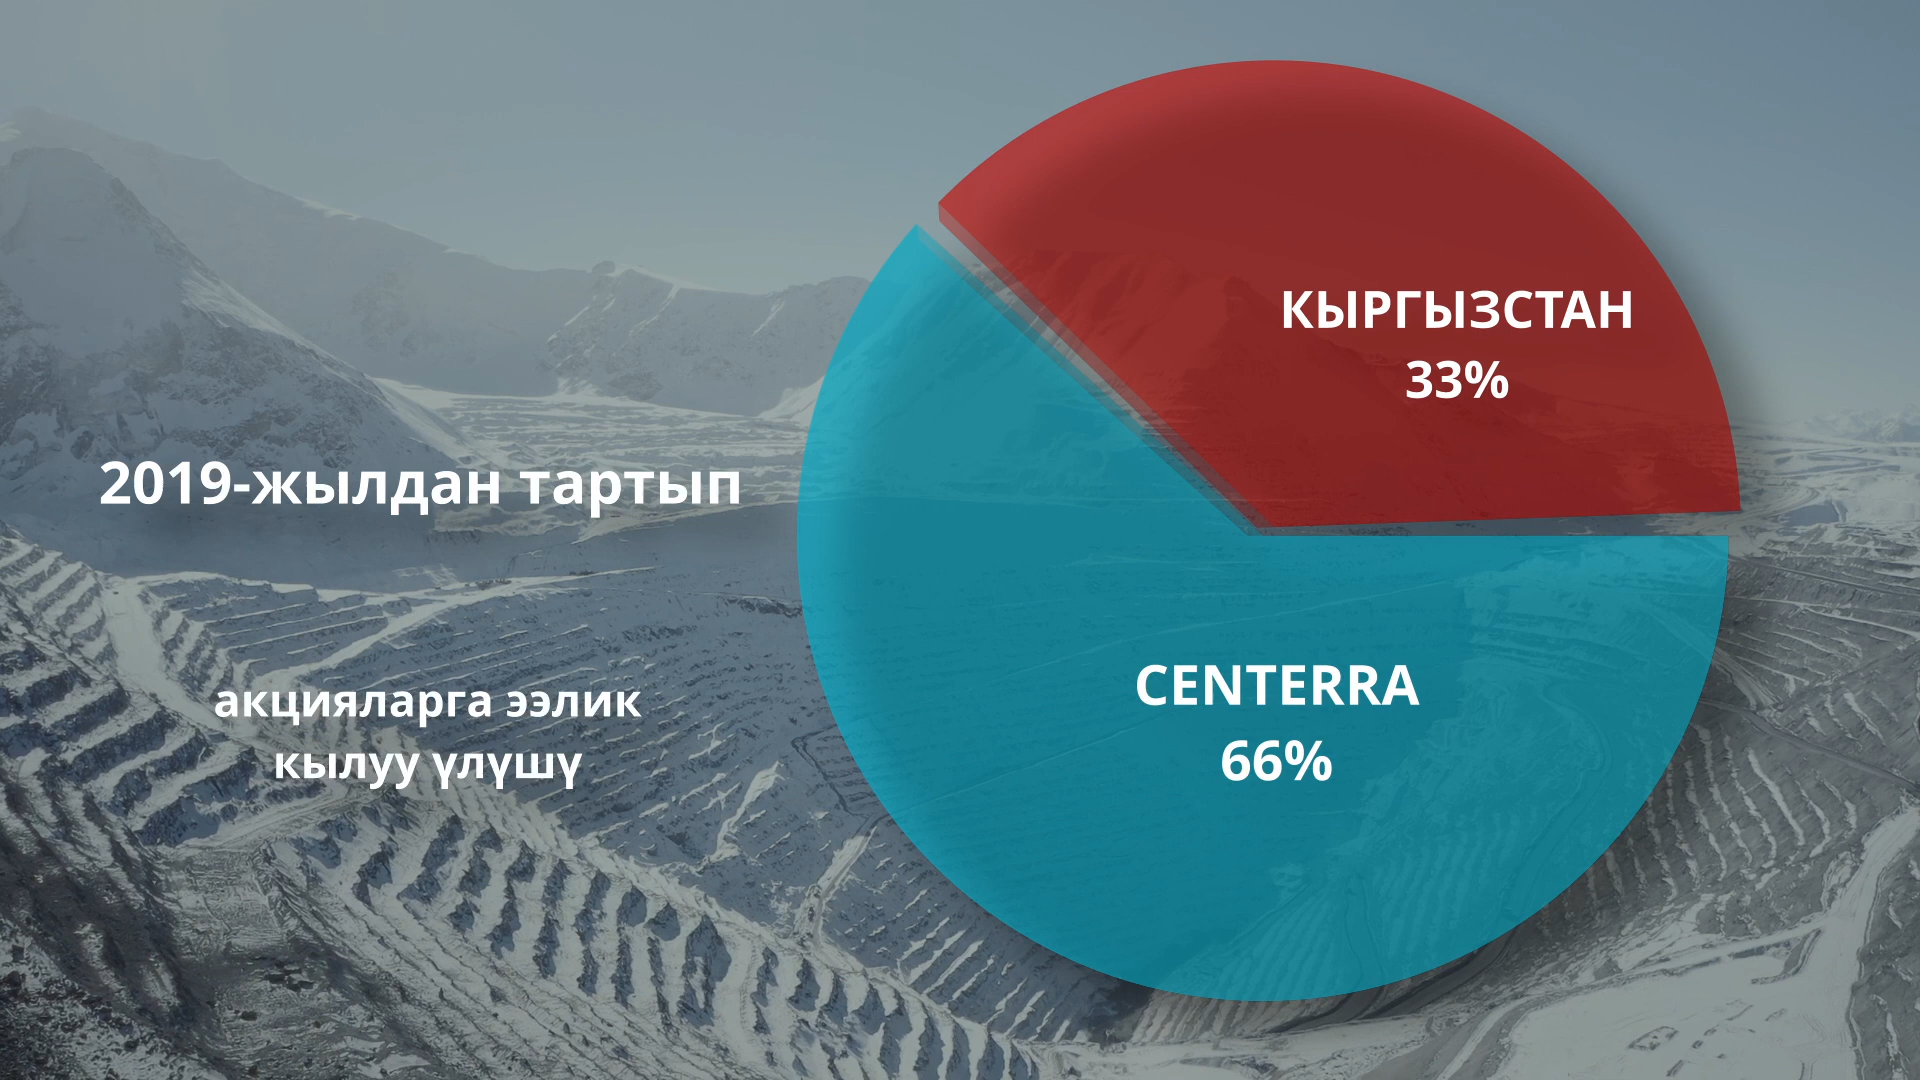 2019-жылдан тартып
акцияларга ээлик
кылуу үлүшү
КЫРГЫЗСТАН
33%
CENTERRA
66%